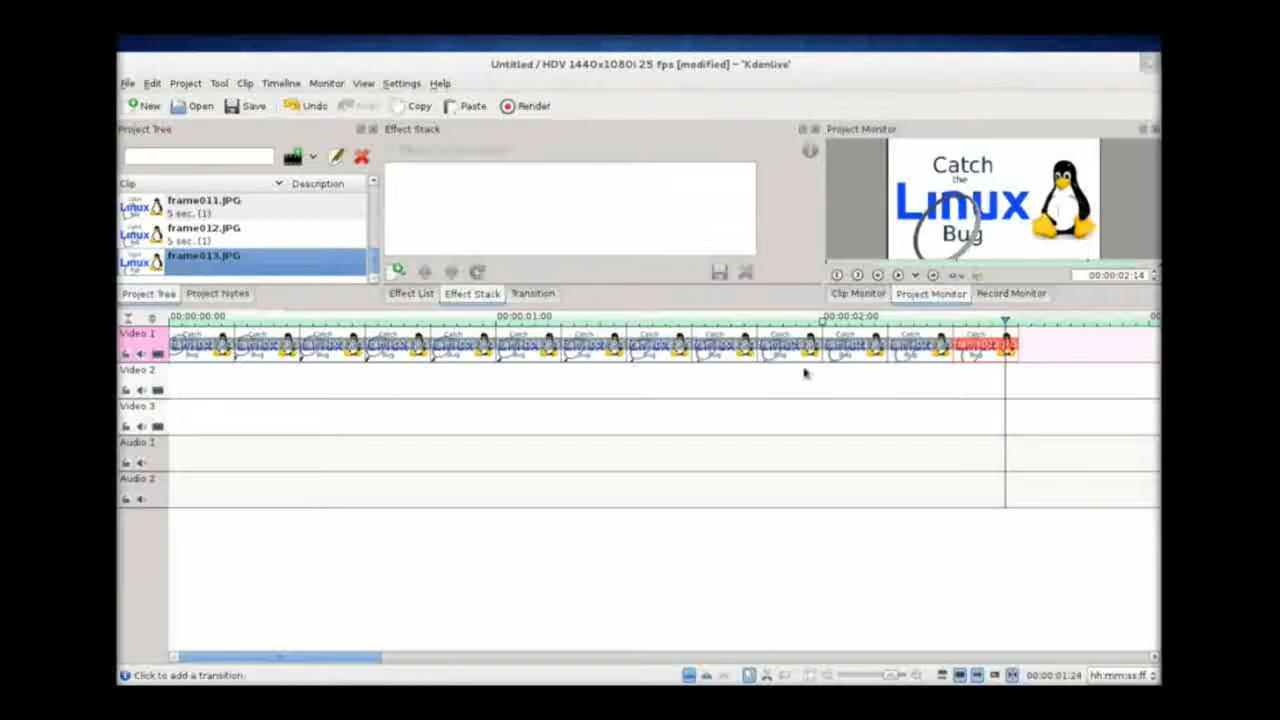 Untitled / HDV 1440x1080i 25 fps [modified] – 'Kdenlive'
File Edit Project Tool Clip Timeline Monitor View Settings Help
New Open Save Undo Copy Paste Render
Project Tree Effect Stack Project Monitor
Clip Description
frame011.JPG
5 sec. (1)
frame012.JPG
5 sec. (1)
frame013.JPG
Catch
the
Linux
Bug
00:00:02:14
Project Tree Project Notes Effect List Effect Stack Transition Clip Monitor Project Monitor Record Monitor
00:00:00:00 00:00:01:00 00:00:02:00 00
Video 1
Video 2
Video 3
Audio 1
Audio 2
Click to add a transition. 00:00:01:24 hh:mm:ss:ff